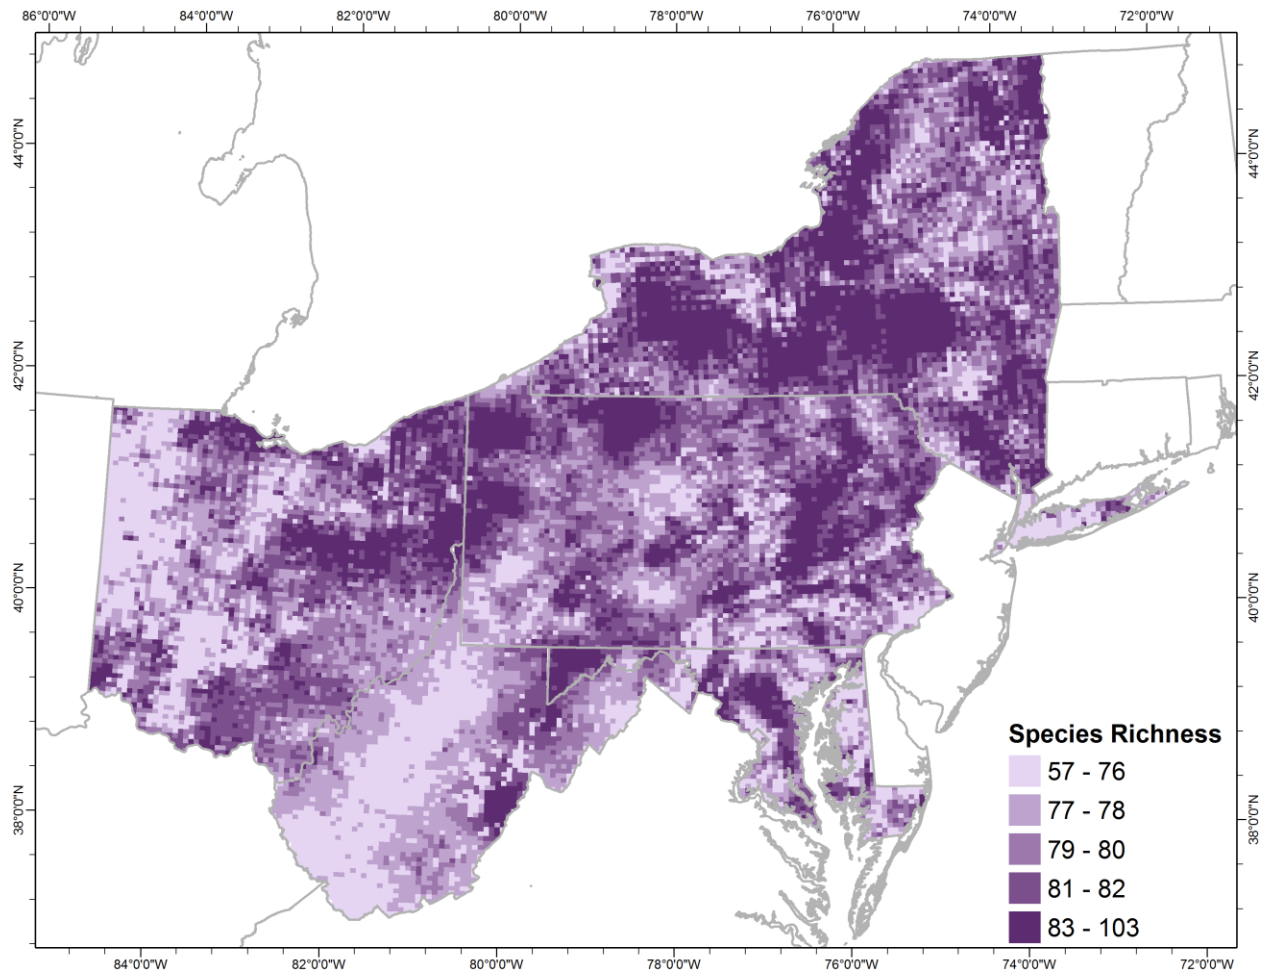 86°0'0"W 84°0'0"W 82°0'0"W 80°0'0"W 78°0'0"W 76°0'0"W 74°0'0"W 72°0'0"W
44°0'0"N 44°0'0"N
42°0'0"N 42°0'0"N
40°0'0"N 40°0'0"N
38°0'0"N 38°0'0"N
Species Richness
57 - 76
77 - 78
79 - 80
81 - 82
83 - 103
84°0'0"W 82°0'0"W 80°0'0"W 78°0'0"W 76°0'0"W 74°0'0"W 72°0'0"W